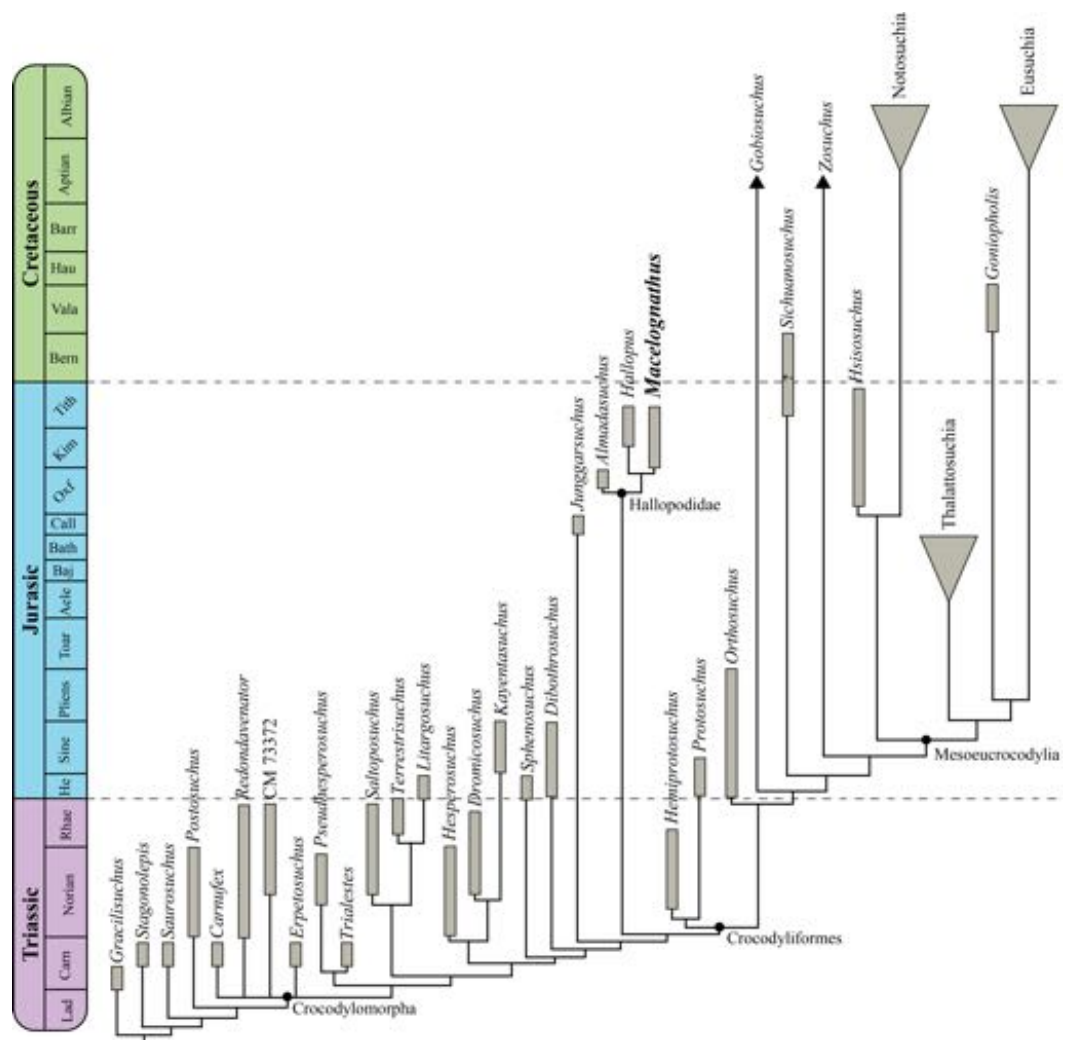 Cretaceous
Albian
Aptian
Barr
Hau
Vala
Bern
Jurasic
Tith
Kim
Oxf
Call
Bath
Baj
Aele
Toar
Pliens
Sine
He
Triassic
Rhae
Norian
Carn
Lad
Gracilisuchus
Stagonolepis
Saurosuchus
Postosuchus
Carnufex
Redondavenator
CM 73372
Erpetosuchus
Pseudhesperosuchus
Trialestes
Saltoposuchus
Terrestrisuchus
Litargosuchus
Hesperosuchus
Dromicosuchus
Kayentasuchus
Sphenosuchus
Dibothrosuchus
Junggarsuchus
Almadasuchus
Hallopus
Macelognathus
Hemiprotosuchus
Protosuchus
Orthosuchus
Gobiosuchus
Sichuanosuchus
?
Zosuchus
Hsisosuchus
Notosuchia
Thalattosuchia
Goniopholis
Eusuchia
Hallopodidae
Mesoeucrocodylia
Crocodyliformes
Crocodylomorpha